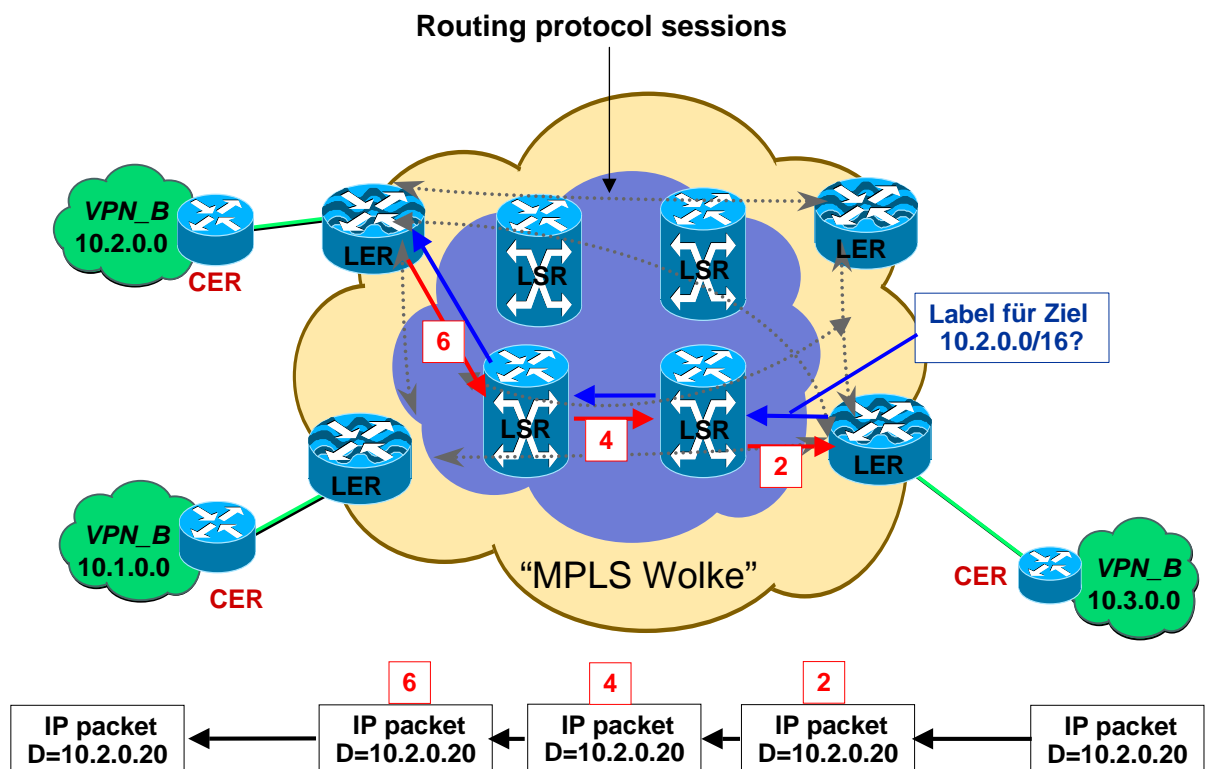 Routing protocol sessions
VPN_B
10.2.0.0
CER
LER
LSR
LSR
LER
6
Label für Ziel
10.2.0.0/16?
LSR
4
LSR
2
LER
LER
VPN_B
10.1.0.0
CER
“MPLS Wolke”
CER
VPN_B
10.3.0.0
6
4
2
IP packet
D=10.2.0.20
IP packet
D=10.2.0.20
IP packet
D=10.2.0.20
IP packet
D=10.2.0.20
IP packet
D=10.2.0.20